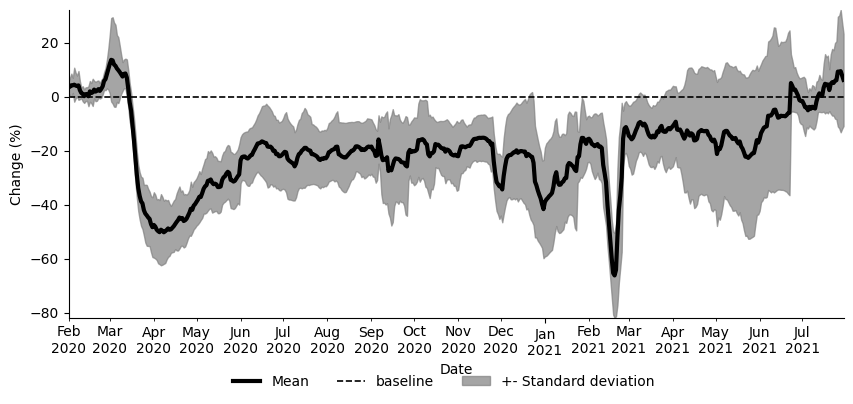 20
0
−20
−40
−60
−80
Change (%)
Feb Mar Apr May Jun Jul Aug Sep Oct Nov Dec Jan Feb Mar Apr May Jun Jul
2020 2020 2020 2020 2020 2020 2020 2020 2020 2020 2020 2021 2021 2021 2021 2021 2021 2021
Date
Mean baseline +- Standard deviation